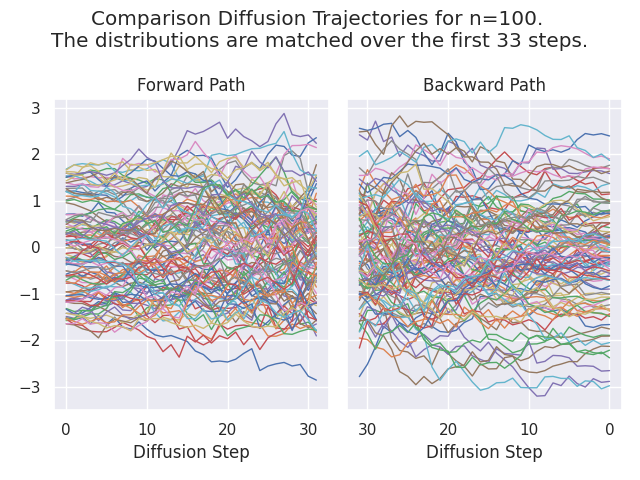 Comparison Diffusion Trajectories for n=100.
The distributions are matched over the first 33 steps.
Forward Path
Backward Path
3
2
1
0
−1
−2
−3
0 10 20 30
30 20 10 0
Diffusion Step
Diffusion Step